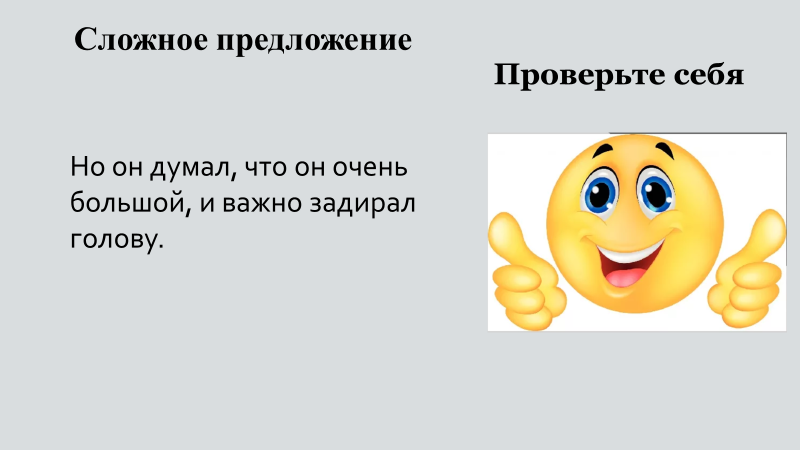 Сложное предложение
Проверьте себя
Но он думал, что он очень
большой, и важно задирал
голову.